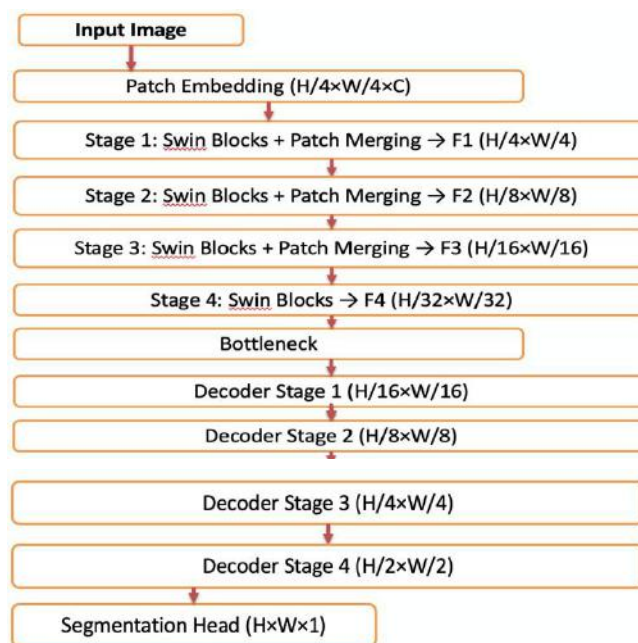 Input Image
Patch Embedding (H/4×W/4×C)
Stage 1: Swin Blocks + Patch Merging → F1 (H/4×W/4)
Stage 2: Swin Blocks + Patch Merging → F2 (H/8×W/8)
Stage 3: Swin Blocks + Patch Merging → F3 (H/16×W/16)
Stage 4: Swin Blocks → F4 (H/32×W/32)
Bottleneck
Decoder Stage 1 (H/16×W/16)
Decoder Stage 2 (H/8×W/8)
Decoder Stage 3 (H/4×W/4)
Decoder Stage 4 (H/2×W/2)
Segmentation Head (H×W×1)